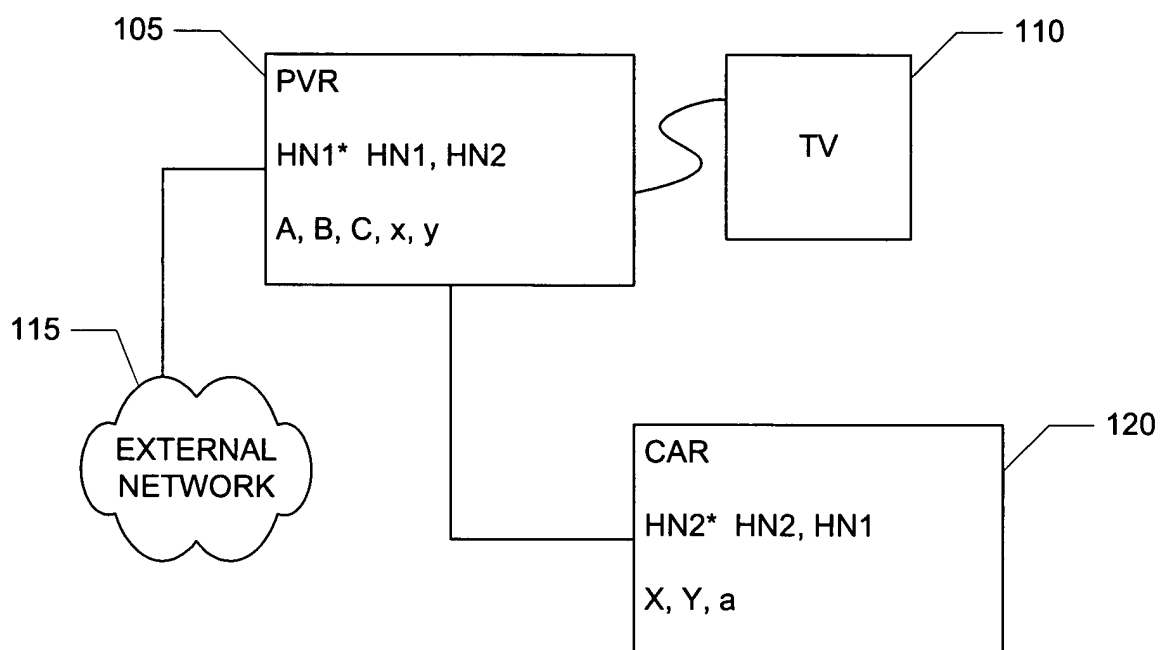 105
PVR
HN1*  HN1, HN2
A, B, C, x, y
TV
110
115
EXTERNAL
NETWORK
120
CAR
HN2*  HN2, HN1
X, Y, a